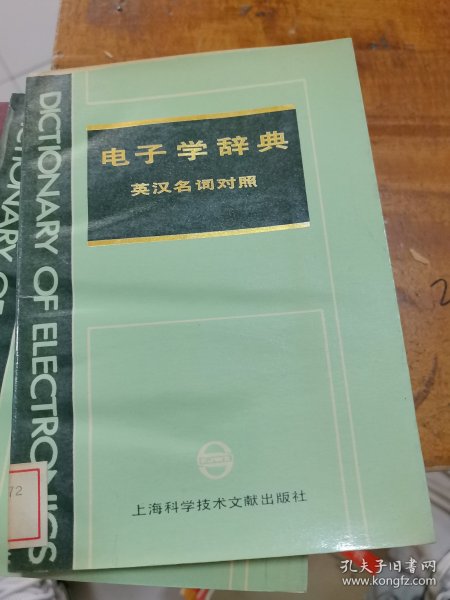 电子学辞典
英汉名词对照
DICTIONARY OF ELECTRONICS
上海科学技术文献出版社
72
孔夫子旧书网
www.kongfz.com